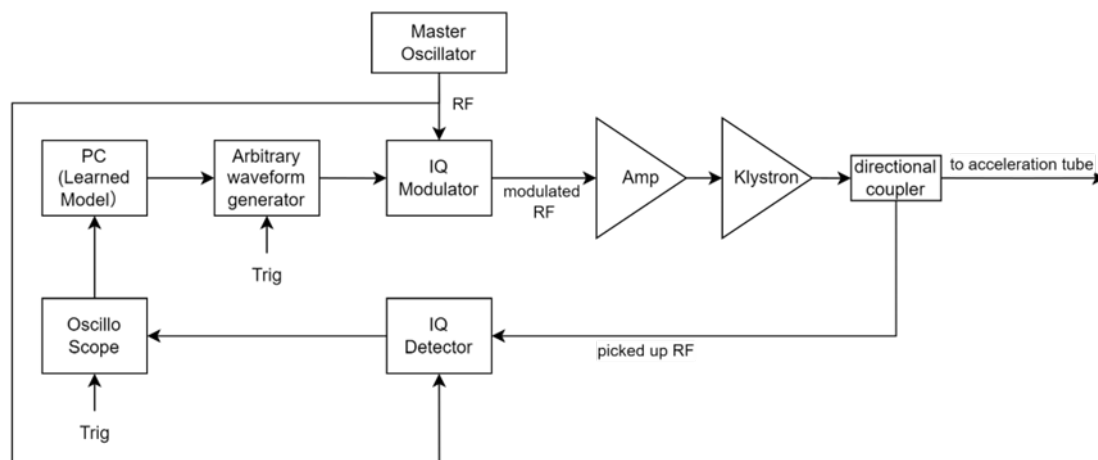 Master
Oscillator
RF
PC
(Learned
Model)
Arbitrary
waveform
generator
IQ
Modulator
modulated
RF
Amp
Klystron
directional
coupler
to acceleration tube
Trig
Oscillo
Scope
IQ
Detector
picked up RF
Trig